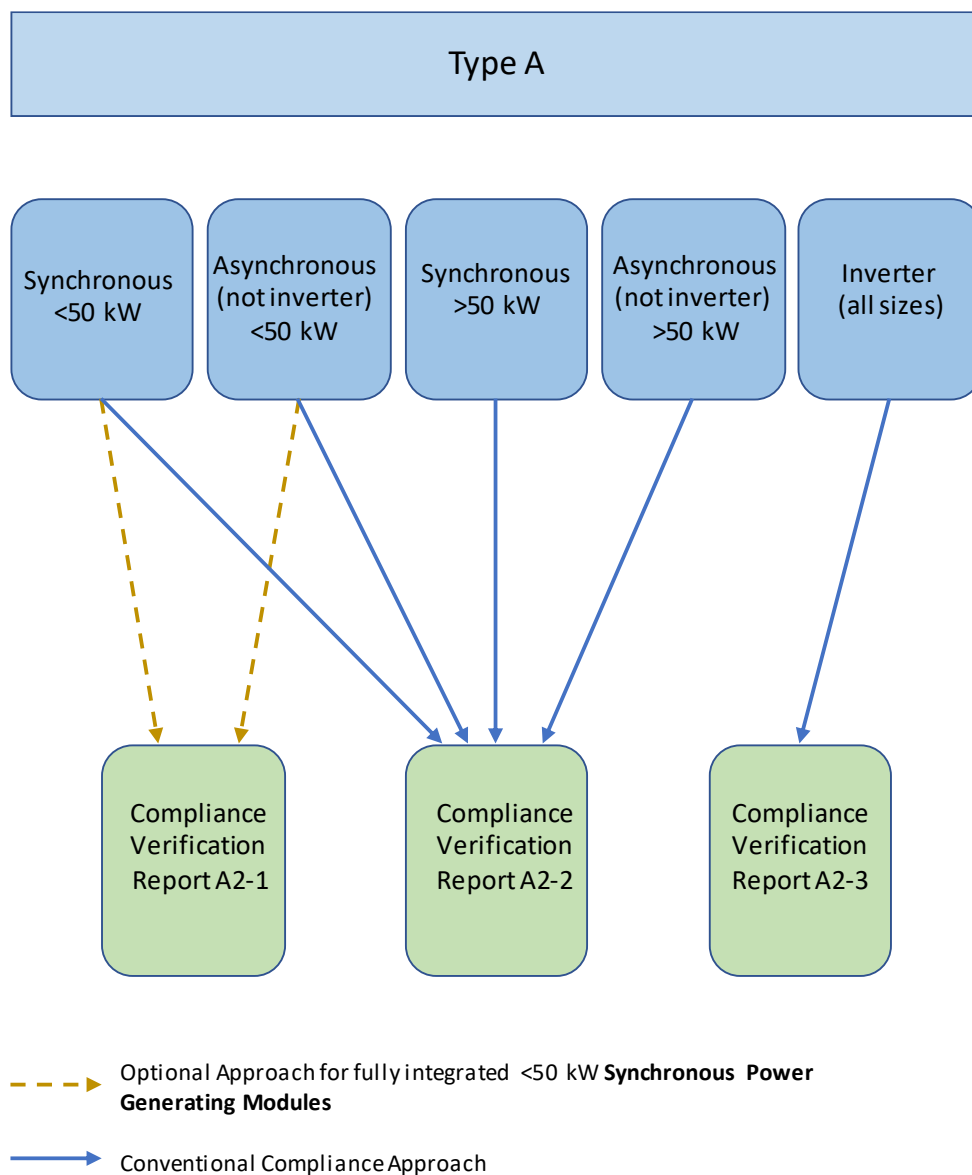 Type A
Synchronous
<50 kW
Asynchronous
(not inverter)
<50 kW
Synchronous
>50 kW
Asynchronous
(not inverter)
>50 kW
Inverter
(all sizes)
Compliance
Verification
Report A2-1
Compliance
Verification
Report A2-2
Compliance
Verification
Report A2-3
Optional Approach for fully integrated <50 kW Synchronous Power
Generating Modules
Conventional Compliance Approach